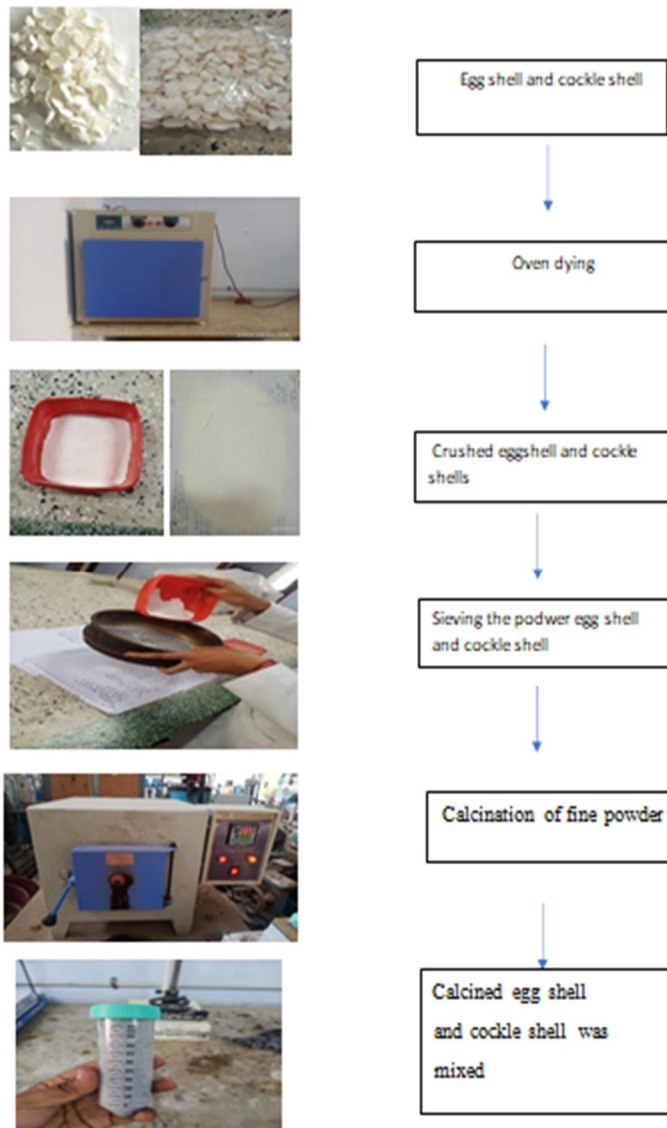 Egg shell and cockle shell
Oven dying
Crushed eggshell and cockle
shells
Sieving the podwer egg shell
and cockle shell
Calcination of fine powder
Calcined egg shell
and cockle shell was
mixed